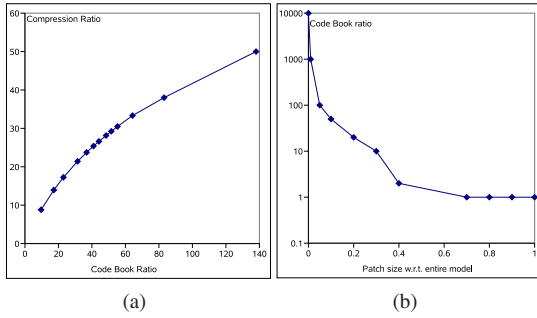 Compression Ratio
60
50
40
30
20
10
0
0 20 40 60 80 100 120 140
Code Book Ratio
(a)
Code Book ratio
10000
1000
100
10
1
0.1
0 0.2 0.4 0.6 0.8 1
Patch size w.r.t. entire model
(b)